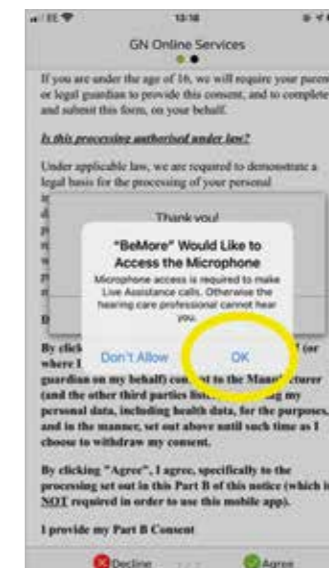 EE 13:18
GN Online Services
If you are under the age of 16, we will require your parent
or legal guardian to provide this consent, and to complete
and submit this form, on your behalf.
Is this processing authorised under law?
Under applicable law, we are required to demonstrate a
legal basis for the processing of your personal
Thank you!
"BeMore" Would Like to
Access the Microphone
Microphone access is required to make
Live Assistance calls. Otherwise the
hearing care professional cannot hear
you.
Don't Allow OK
By click (or
where I
guardian on my behalf) to the
(and the other third parties my
personal data, including health data, for the purposes,
and in the manner, set out above until such time as I
choose to withdraw my consent.
By clicking "Agree", I agree, specifically to the
processing set out in this Part B of this notice (which is
NOT required in order to use this mobile app).
I provide my Part B Consent
Decline Agree